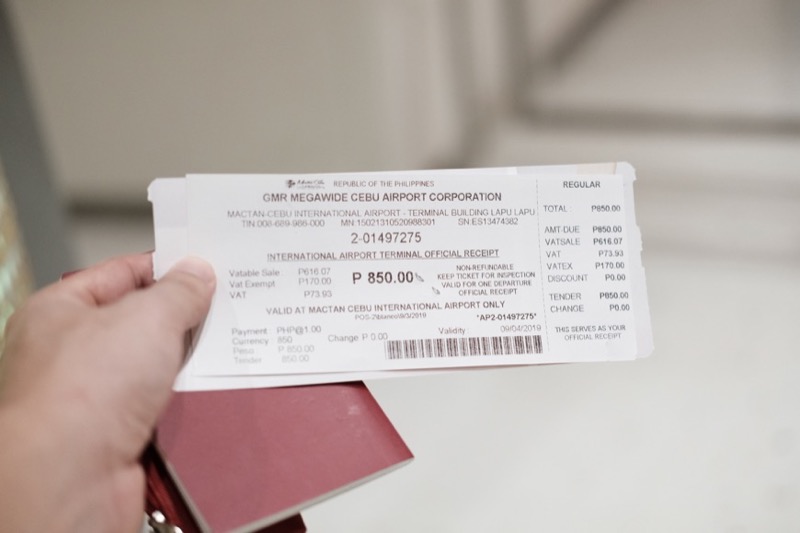 REPUBLIC OF THE PHILIPPINES
GMR MEGAWIDE CEBU AIRPORT CORPORATION
MACTAN-CEBU INTERNATIONAL AIRPORT - TERMINAL BUILDING LAPU LAPU
TIN:008-689-986-000 MN:15021310520988301 SN:ES13474382
2-01497275
INTERNATIONAL AIRPORT TERMINAL OFFICIAL RECEIPT
Vatable Sale P616.07
Vat Exempt P170.00
VAT P73.93
P 850.00
NON-REFUNDABLE
KEEP TICKET FOR INSPECTION
VALID FOR ONE DEPARTURE
OFFICIAL RECEIPT
VALID AT MACTAN CEBU INTERNATIONAL AIRPORT ONLY
*AP2-01497275*
Payment : PHP@1.00
Currency : 850
Peso : P 850.00
Tender : 850.00
Change P 0.00
Validity: 09/04/2019
REGULAR
TOTAL P850.00
AMT-DUE P850.00
VATSALE P616.07
VAT P73.93
VATEX P170.00
DISCOUNT P0.00
TENDER P850.00
CHANGE P0.00
THIS SERVES AS YOUR
OFFICIAL RECEIPT